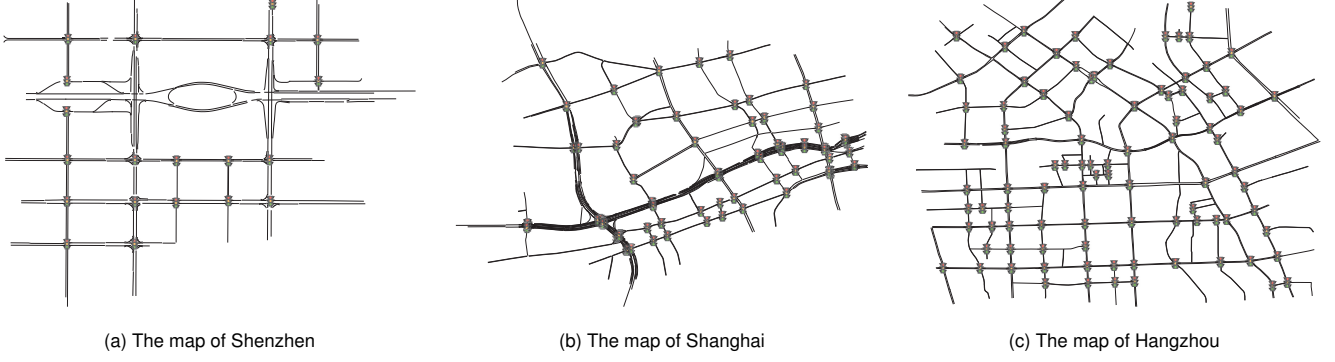 (a) The map of Shenzhen
(b) The map of Shanghai
(c) The map of Hangzhou